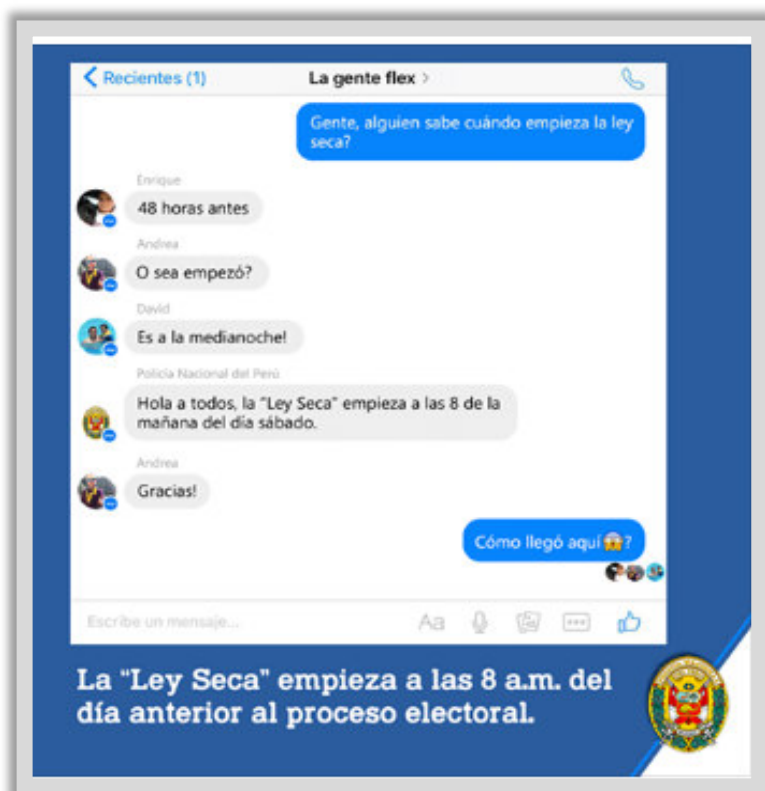 Recientes (1)
La gente flex >
Gente, alguien sabe cuándo empieza la ley
seca?
Enrique
48 horas antes
Andrea
O sea empezó?
David
Es a la medianoche!
Policía Nacional del Perú
Hola a todos, la "Ley Seca" empieza a las 8 de la
mañana del día sábado.
Andrea
Gracias!
Cómo llegó aquí😱?
Escribe un mensaje...
Aa
La "Ley Seca" empieza a las 8 a.m. del
día anterior al proceso electoral.